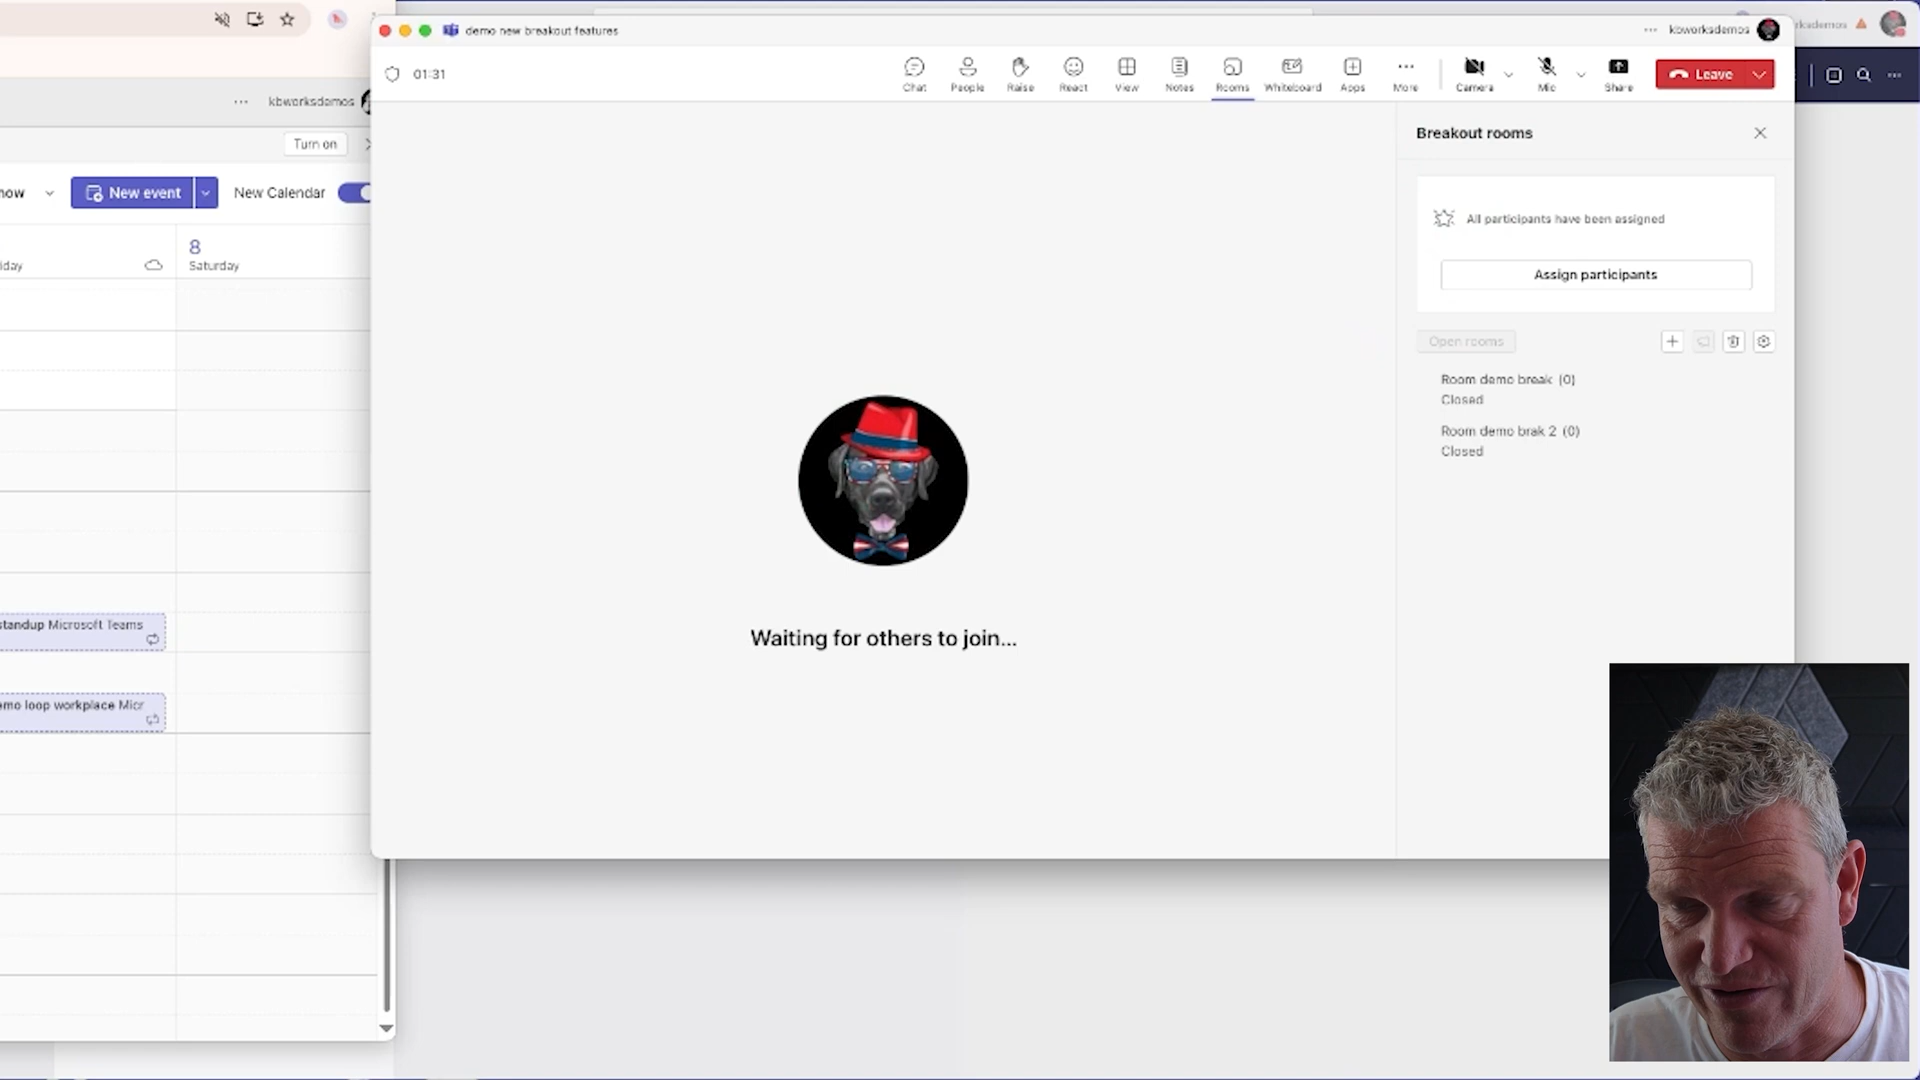 demo new breakout features
kbworksdemos
01:31
Chat
People
Raise
React
View
Notes
Rooms
Whiteboard
Apps
More
Camera
Mic
Share
Leave
kbworksdemos
Turn on
New event
New Calendar
8
Saturday
standup Microsoft Teams
emo loop workplace Micr
Waiting for others to join...
Breakout rooms
All participants have been assigned
Assign participants
Open rooms
Room demo break (0)
Closed
Room demo brak 2 (0)
Closed